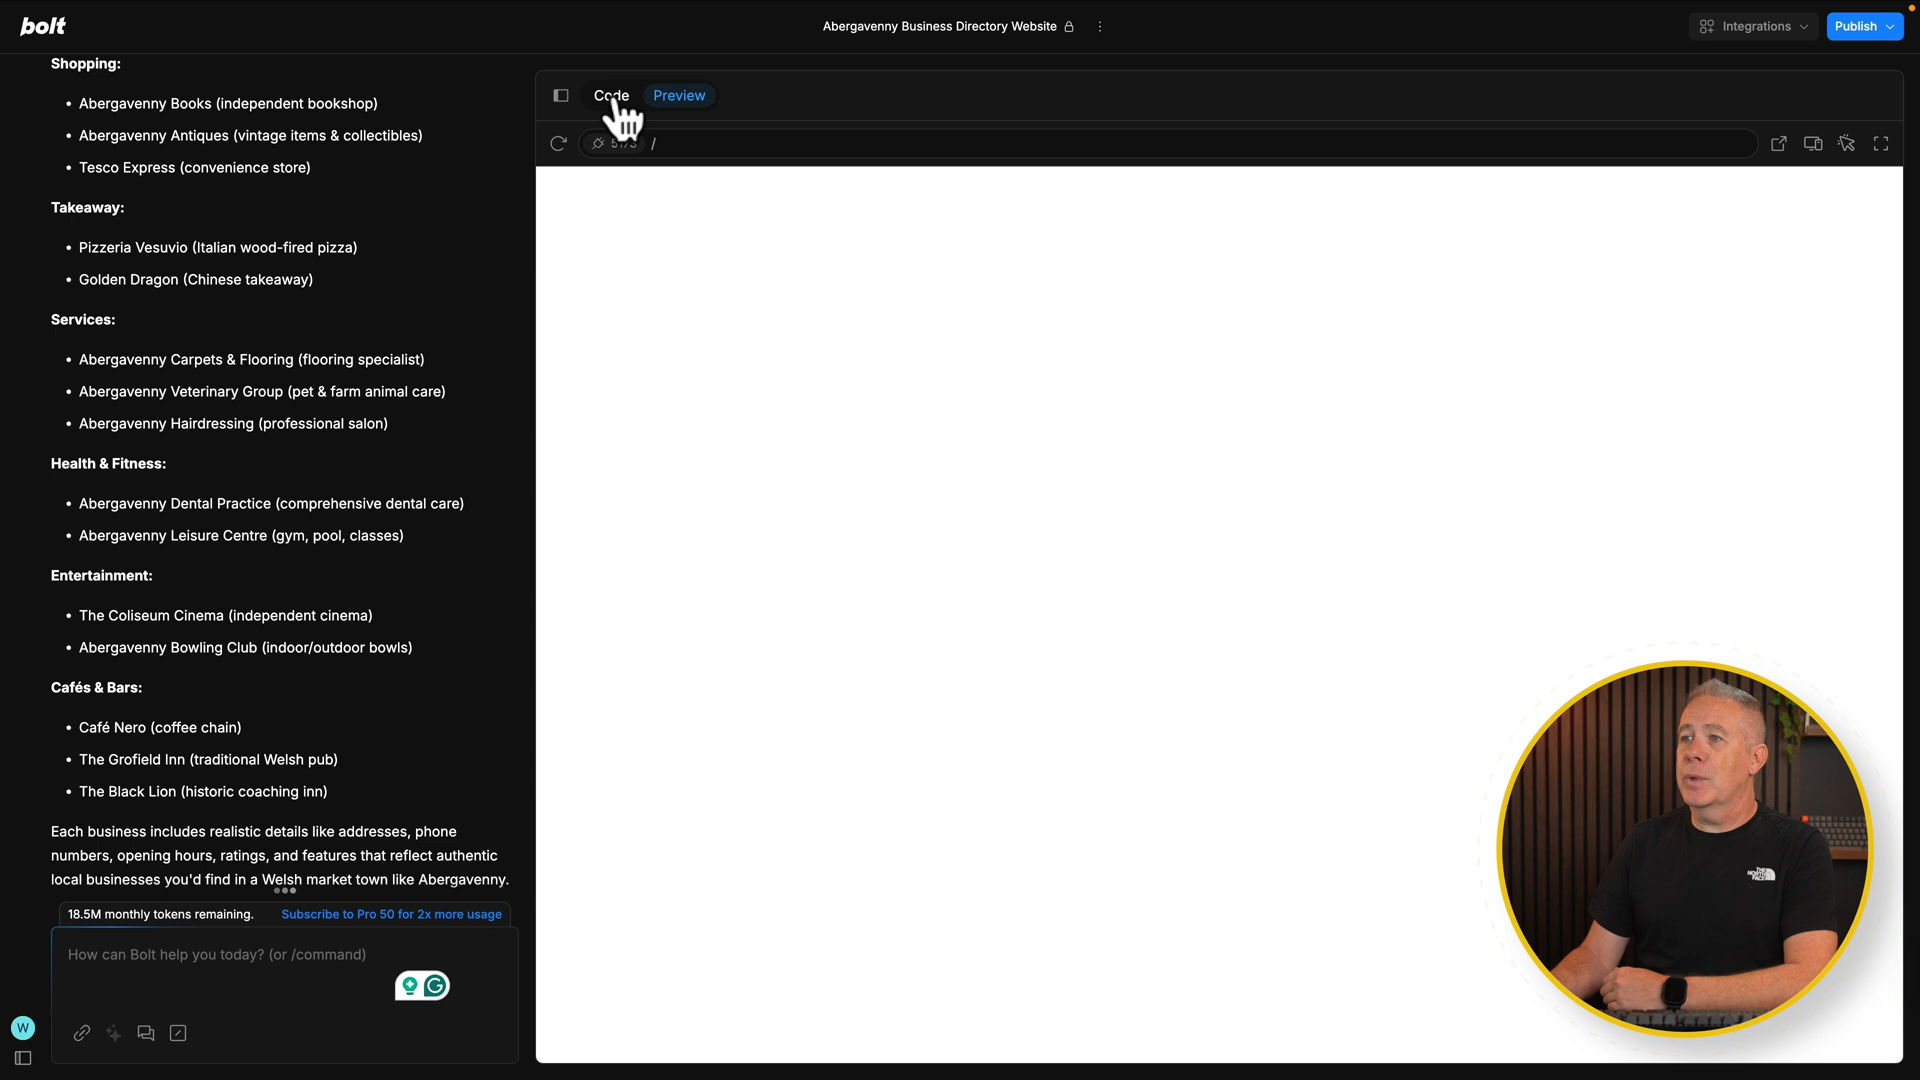 bolt
Abergavenny Business Directory Website
Integrations
Publish
Shopping:
• Abergavenny Books (independent bookshop)
• Abergavenny Antiques (vintage items & collectibles)
• Tesco Express (convenience store)
Takeaway:
• Pizzeria Vesuvio (Italian wood-fired pizza)
• Golden Dragon (Chinese takeaway)
Services:
• Abergavenny Carpets & Flooring (flooring specialist)
• Abergavenny Veterinary Group (pet & farm animal care)
• Abergavenny Hairdressing (professional salon)
Health & Fitness:
• Abergavenny Dental Practice (comprehensive dental care)
• Abergavenny Leisure Centre (gym, pool, classes)
Entertainment:
• The Coliseum Cinema (independent cinema)
• Abergavenny Bowling Club (indoor/outdoor bowls)
Cafés & Bars:
• Café Nero (coffee chain)
• The Grofield Inn (traditional Welsh pub)
• The Black Lion (historic coaching inn)
Each business includes realistic details like addresses, phone
numbers, opening hours, ratings, and features that reflect authentic
local businesses you'd find in a Welsh market town like Abergavenny.
18.5M monthly tokens remaining. Subscribe to Pro 50 for 2x more usage
How can Bolt help you today? (or /command)
W
Code Preview
/
THE
NORTH
FACE